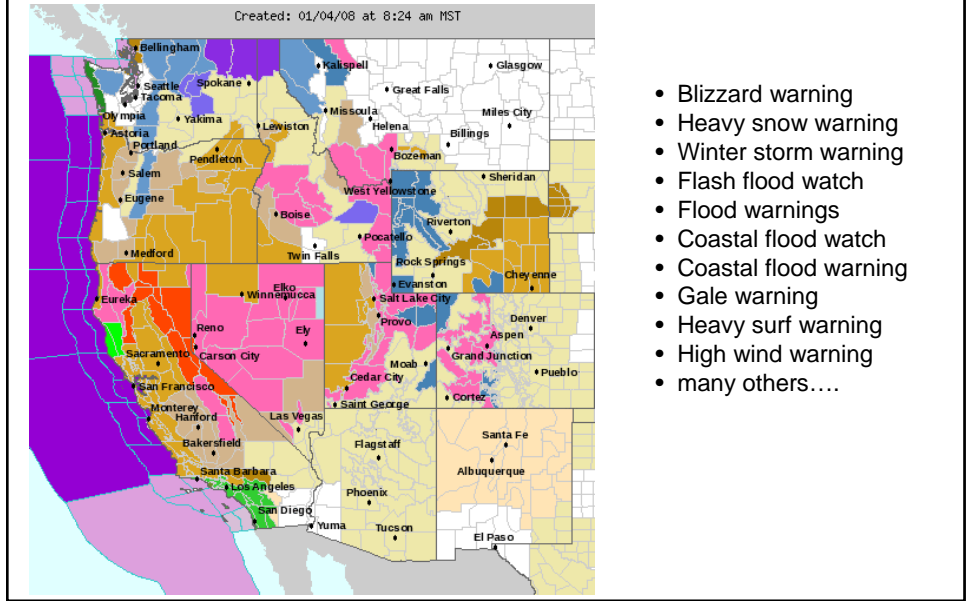 Created: 01/04/08 at 8:24 am MST
Bellingham
Kalispell
Glasgow
Seattle
Spokane
Great Falls
Tacoma
Olympia
Yakima
Missoula
Miles City
Astoria
Lewiston
Helena
Billings
Portland
Pendleton
Bozeman
Salem
Sheridan
West Yellowstone
Eugene
Boise
Riverton
Medford
Pocatello
Twin Falls
Rock Springs
Evanston
Cheyenne
Eureka
Elko
Winnemucca
Salt Lake City
Reno
Provo
Denver
Ely
Aspen
Sacramento
Carson City
Grand Junction
Moab
Pueblo
San Francisco
Cedar City
Cortez
Saint George
Monterey
Hanford
Las Vegas
Bakersfield
Flagstaff
Santa Fe
Albuquerque
Santa Barbara
Los Angeles
Phoenix
San Diego
Yuma
Tucson
El Paso
• Blizzard warning
• Heavy snow warning
• Winter storm warning
• Flash flood watch
• Flood warnings
• Coastal flood watch
• Coastal flood warning
• Gale warning
• Heavy surf warning
• High wind warning
• many others….